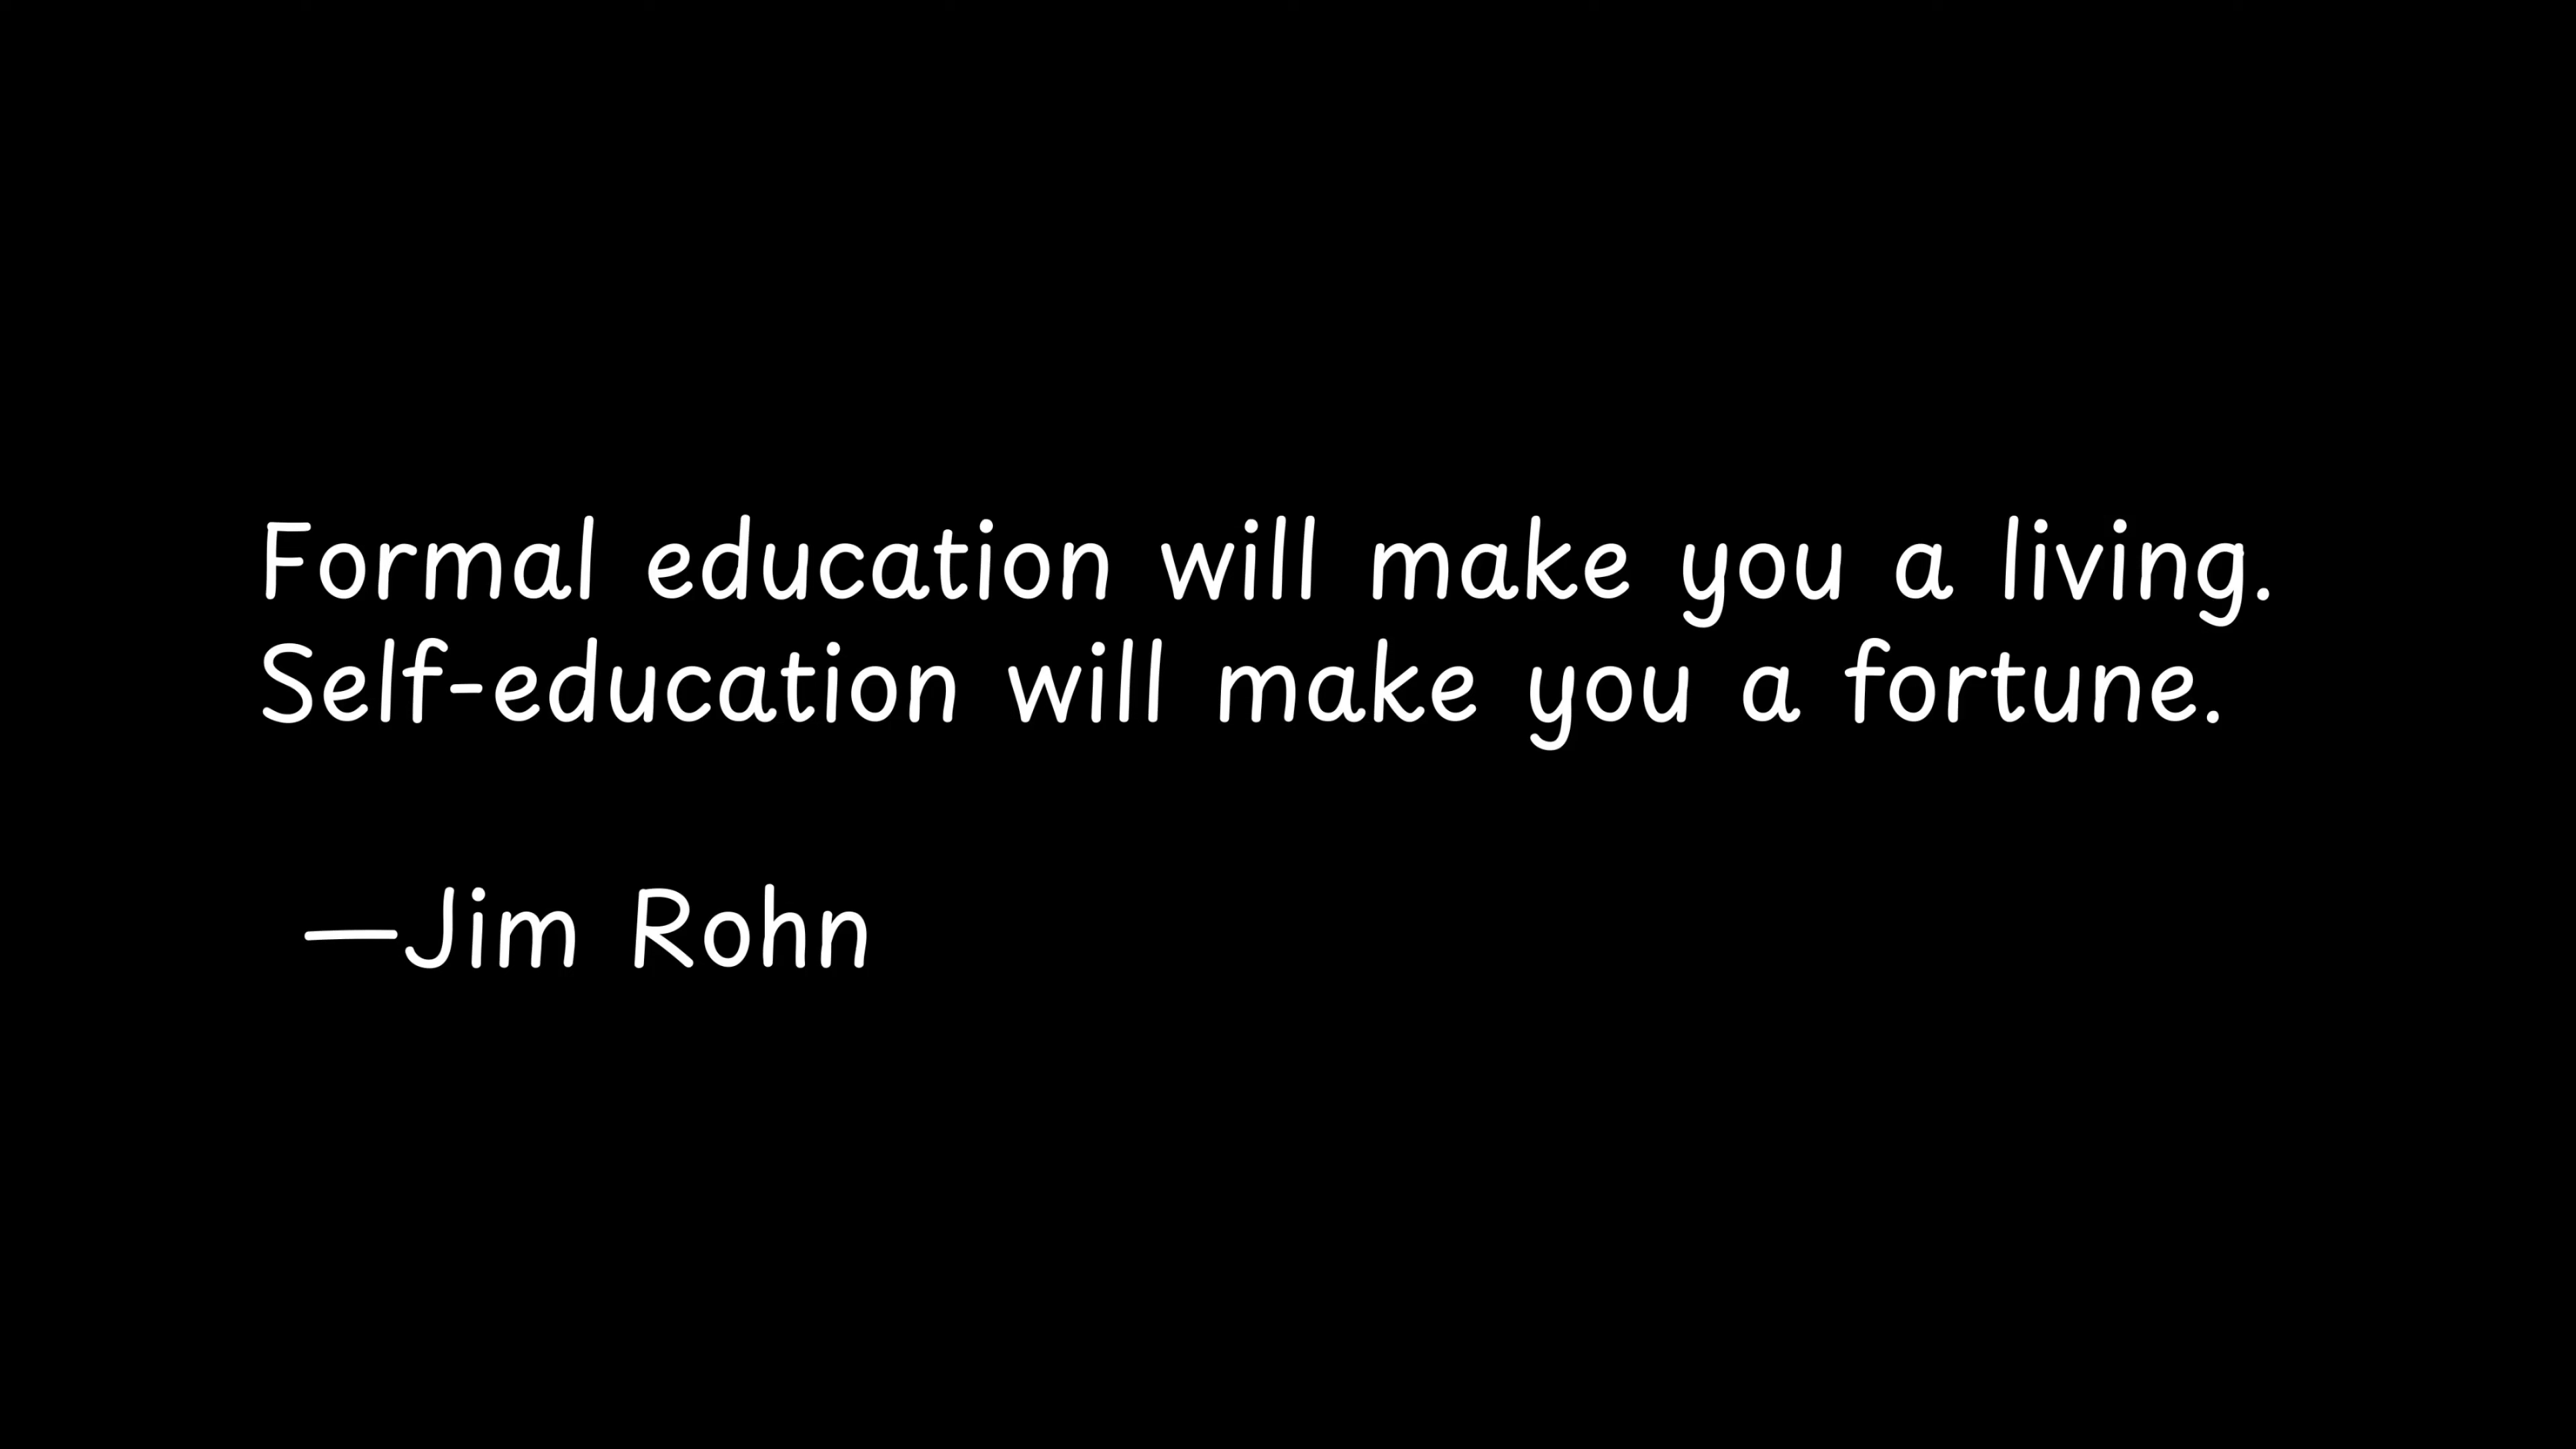 Formal education will make you a living.
Self-education will make you a fortune.
—Jim Rohn